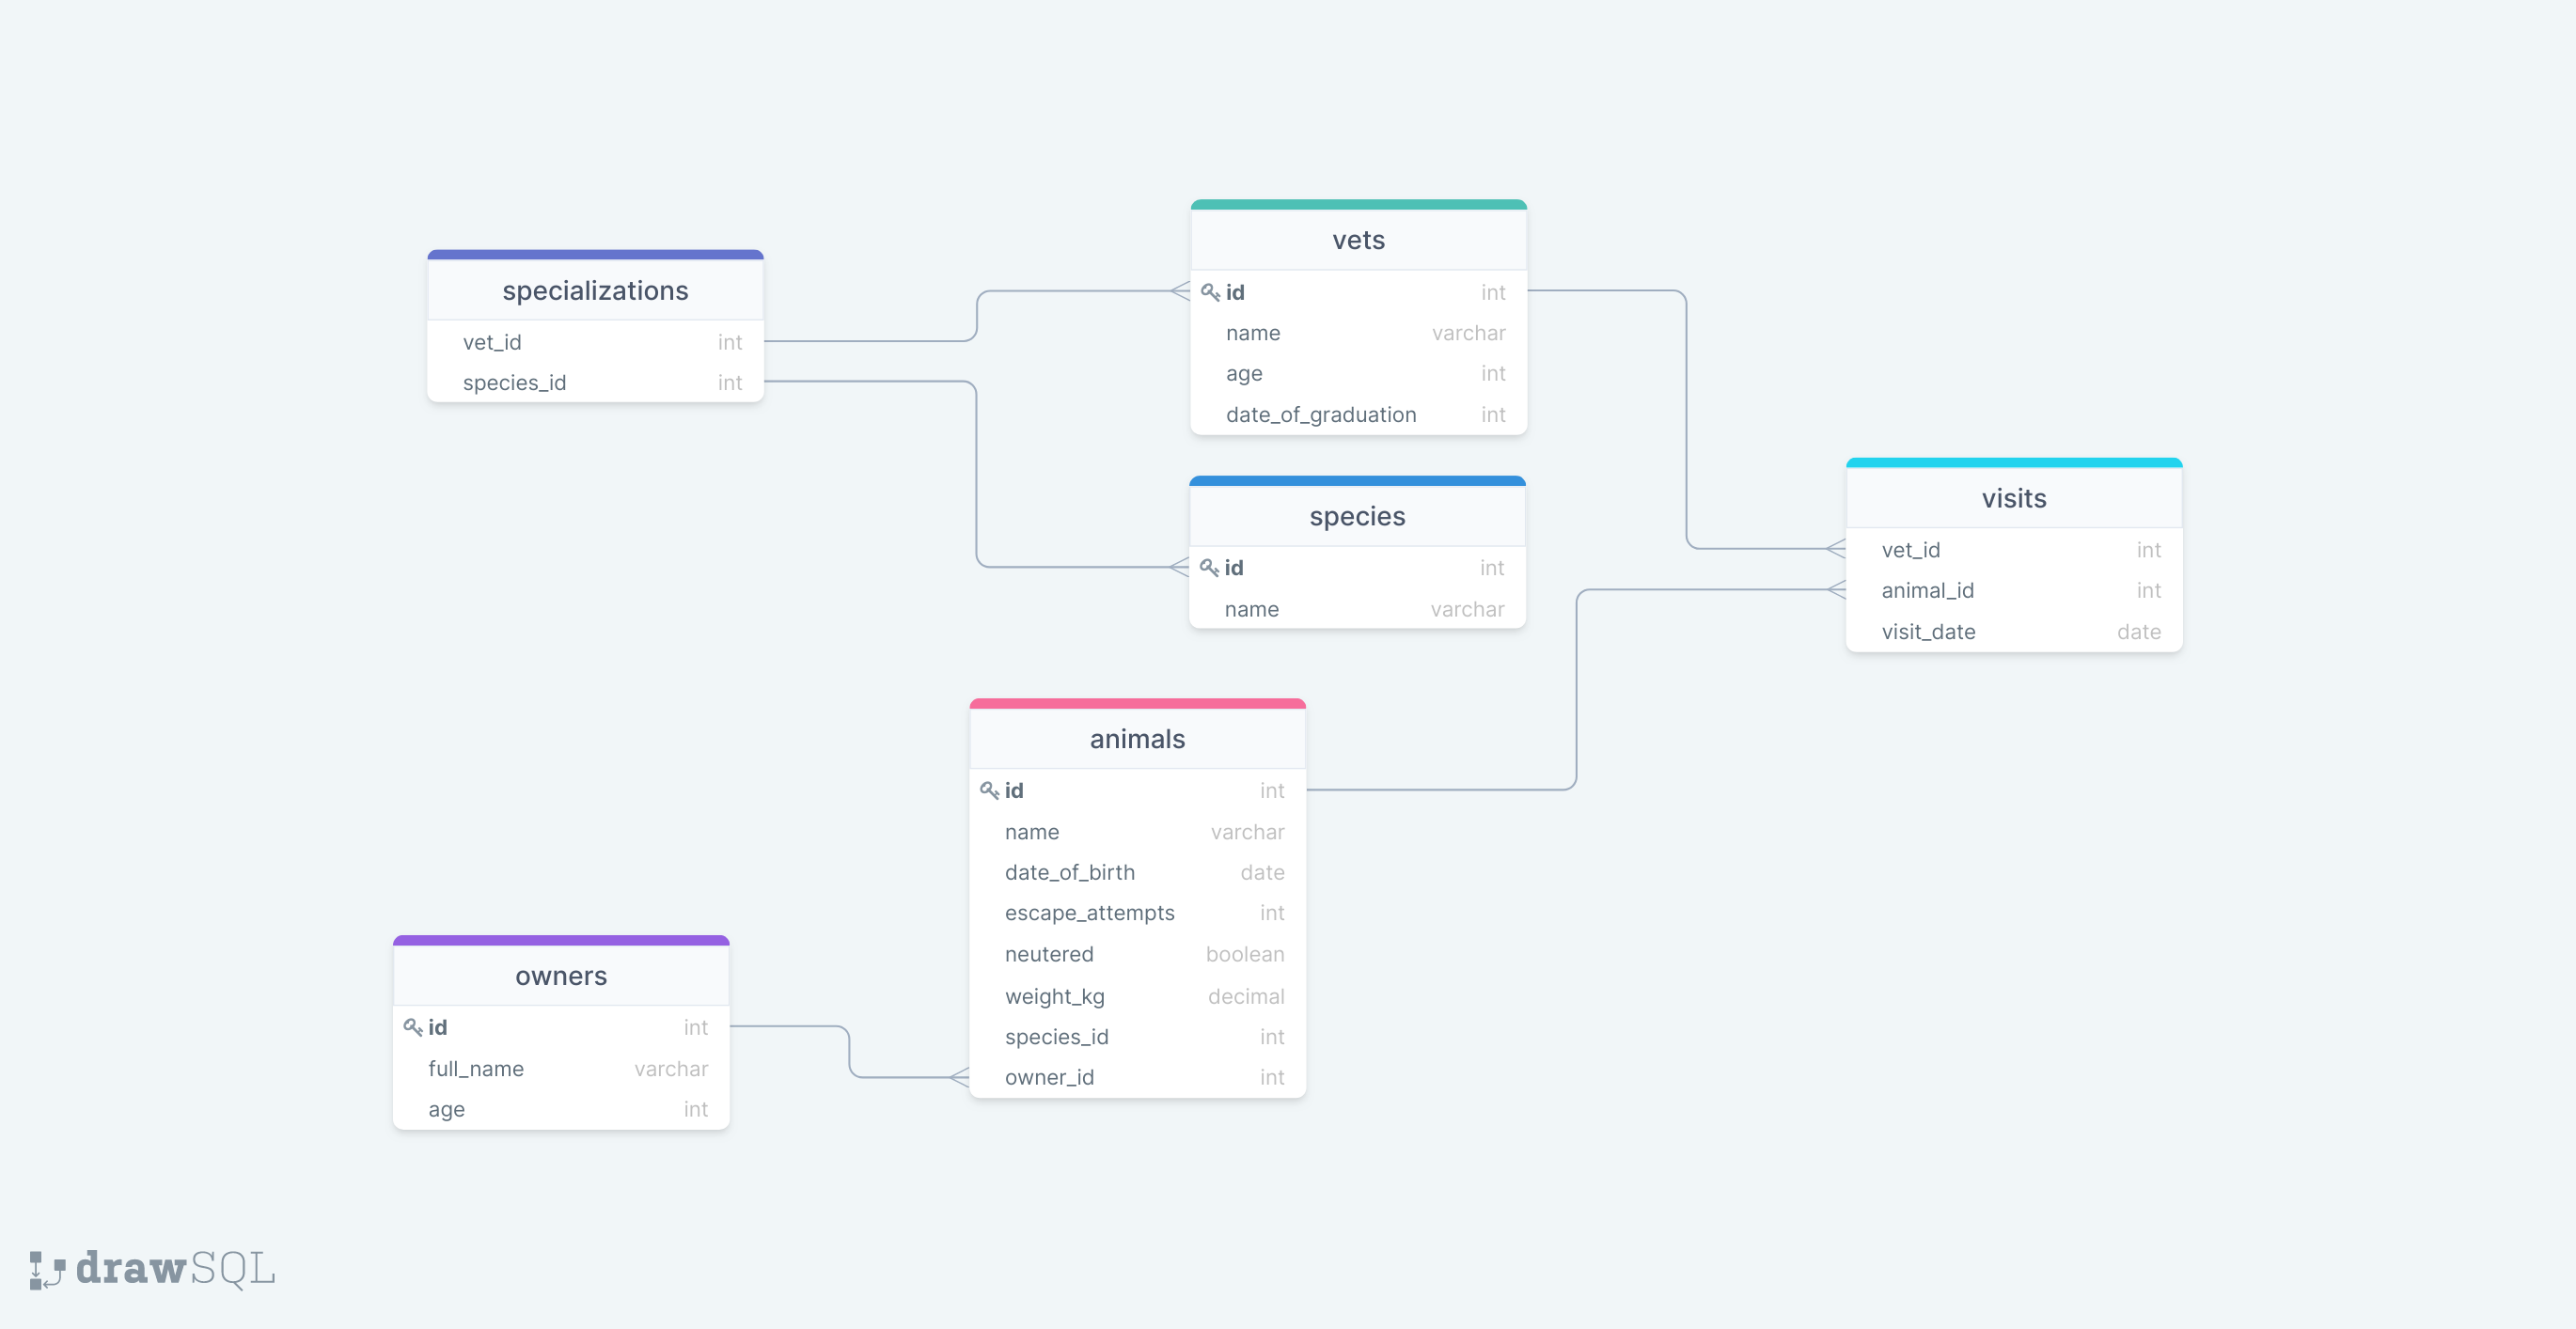 specializations
vet_id int
species_id int
vets
id int
name varchar
age int
date_of_graduation int
species
id int
name varchar
visits
vet_id int
animal_id int
visit_date date
animals
id int
name varchar
date_of_birth date
escape_attempts int
neutered boolean
weight_kg decimal
species_id int
owner_id int
owners
id int
full_name varchar
age int
drawSQL